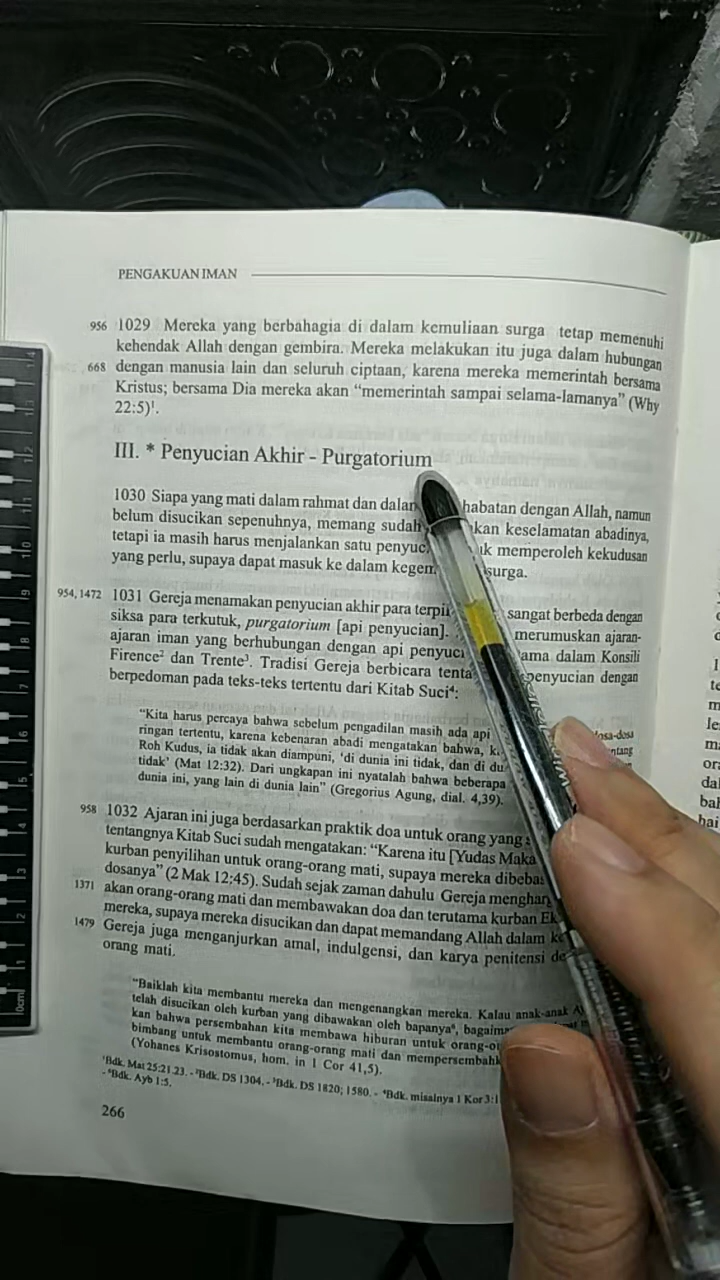 PENGAKUAN IMAN
956 1029 Mereka yang berbahagia di dalam kemuliaan surga tetap memenuhi
kehendak Allah dengan gembira. Mereka melakukan itu juga dalam hubungan
668 dengan manusia lain dan seluruh ciptaan, karena mereka memerintah bersama
Kristus; bersama Dia mereka akan “memerintah sampai selama-lamanya” (Why
22:5)¹.
III. * Penyucian Akhir - Purgatorium
1030 Siapa yang mati dalam rahmat dan dalam habatan dengan Allah, namun
belum disucikan sepenuhnya, memang sudah kan keselamatan abadinya,
tetapi ia masih harus menjalankan satu penyuc uk memperoleh kekudusan
yang perlu, supaya dapat masuk ke dalam kegem surga.
954, 1472 1031 Gereja menamakan penyucian akhir para terpil sangat berbeda dengan
siksa para terkutuk, purgatorium [api penyucian]. merumuskan ajaran-
ajaran iman yang berhubungan dengan api penyuci ama dalam Konsili
Firence² dan Trente³. Tradisi Gereja berbicara tenta penyucian dengan
berpedoman pada teks-teks tertentu dari Kitab Suci⁴:
“Kita harus percaya bahwa sebelum pengadilan masih ada api dosa-dosa
ringan tertentu, karena kebenaran abadi mengatakan bahwa, k ntang
Roh Kudus, ia tidak akan diampuni, ‘di dunia ini tidak, dan di du
tidak’ (Mat 12:32). Dari ungkapan ini nyatalah bahwa beberapa
dunia ini, yang lain di dunia lain” (Gregorius Agung, dial. 4,39).
958 1032 Ajaran ini juga berdasarkan praktik doa untuk orang yang
tentangnya Kitab Suci sudah mengatakan: “Karena itu [Yudas Maka
kurban penyilihan untuk orang-orang mati, supaya mereka dibebas
dosanya” (2 Mak 12:45). Sudah sejak zaman dahulu Gereja menghar
1371 akan orang-orang mati dan membawakan doa dan terutama kurban Ek
mereka, supaya mereka disucikan dan dapat memandang Allah dalam ke
1479 Gereja juga menganjurkan amal, indulgensi, dan karya penitensi de
orang mati.
“Baiklah kita membantu mereka dan mengenangkan mereka. Kalau anak-anak Ay
telah disucikan oleh kurban yang dibawakan oleh bapanya⁶, bagaima
kan bahwa persembahan kita membawa hiburan untuk orang-o
bimbang untuk membantu orang-orang mati dan mempersembahk
(Yohanes Krisostomus, hom. in 1 Cor 41,5).
¹Bdk. Mat 25:21.23. - ²Bdk. DS 1304. - ³Bdk. DS 1820; 1580. - ⁴Bdk. misalnya 1 Kor 3:1
- ⁶Bdk. Ayb 1:5.
266